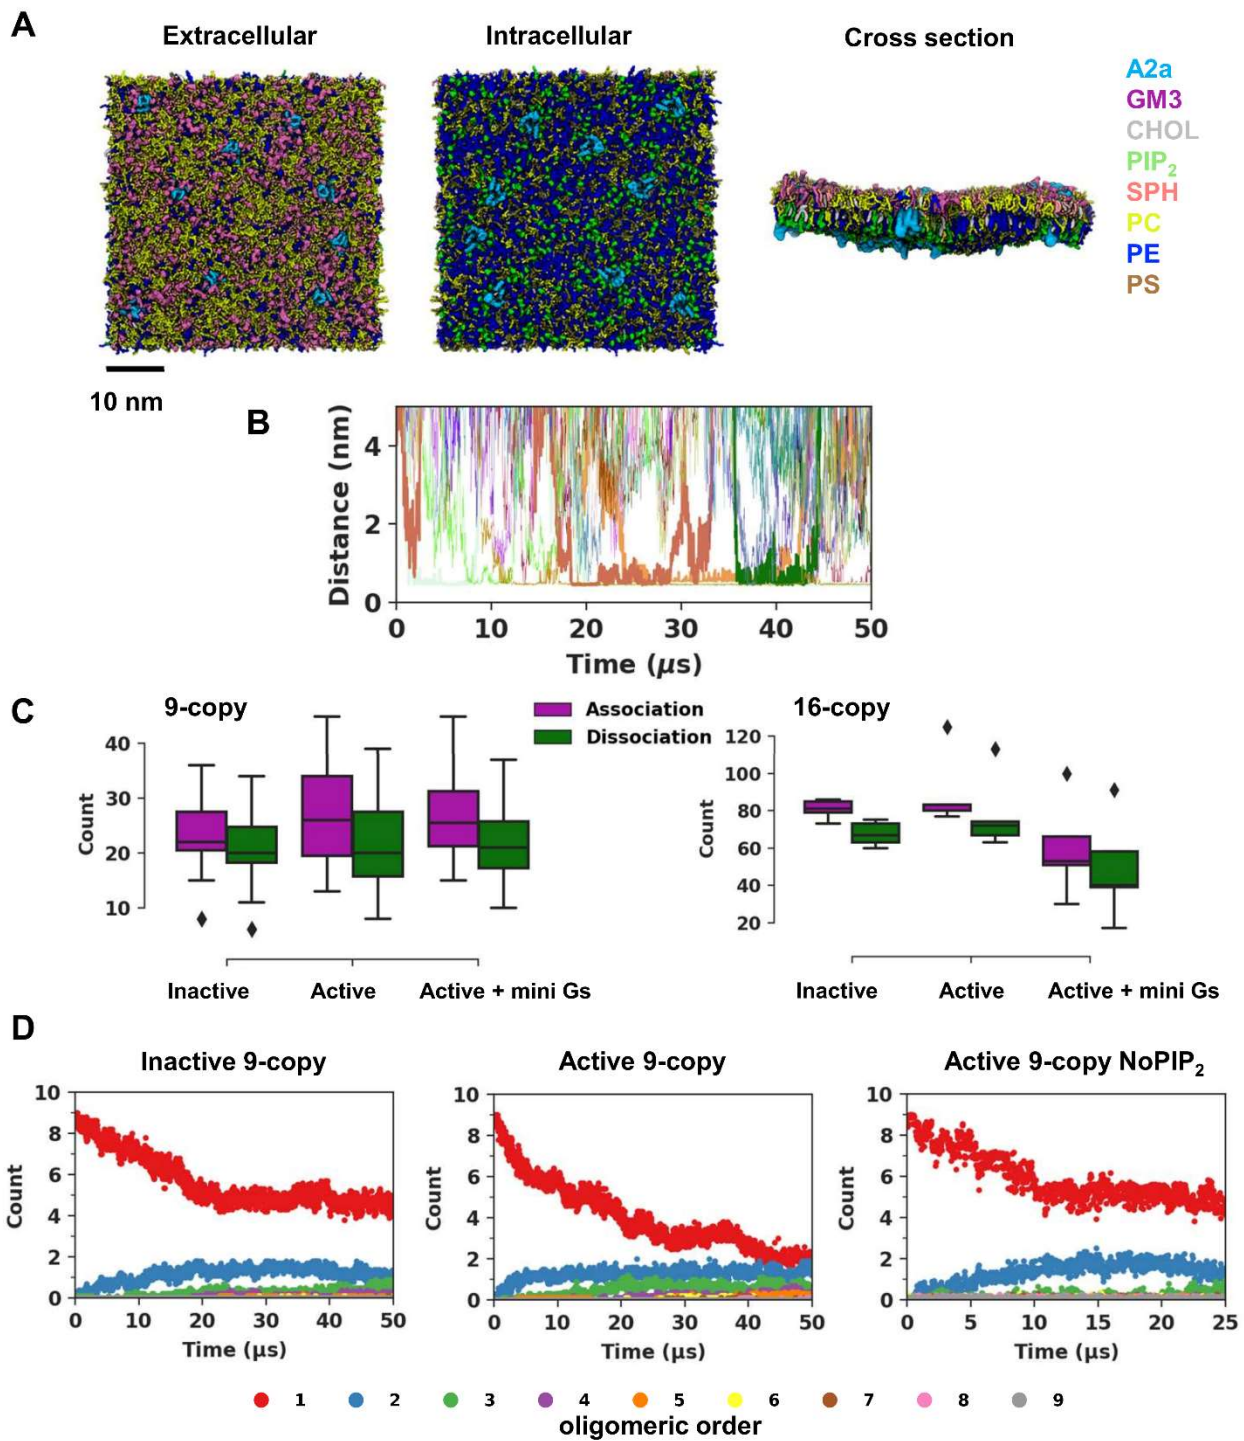 A
Extracellular
Intracellular
Cross section
A2a
GM3
CHOL
PIP₂
SPH
PC
PE
PS
10 nm
B
Distance (nm)
4
2
0
0 10 20 30 40 50
Time (μs)
C
9-copy
Association
Dissociation
16-copy
Count
40
30
20
10
Inactive Active Active + mini Gs
Count
120
100
80
60
40
20
Inactive Active Active + mini Gs
D
Inactive 9-copy
Active 9-copy
Active 9-copy NoPIP₂
Count
10
8
6
4
2
0
0 10 20 30 40 50
Time (μs)
Count
10
8
6
4
2
0
0 10 20 30 40 50
Time (μs)
Count
10
8
6
4
2
0
0 5 10 15 20 25
Time (μs)
1 2 3 4 5 6 7 8 9
oligomeric order